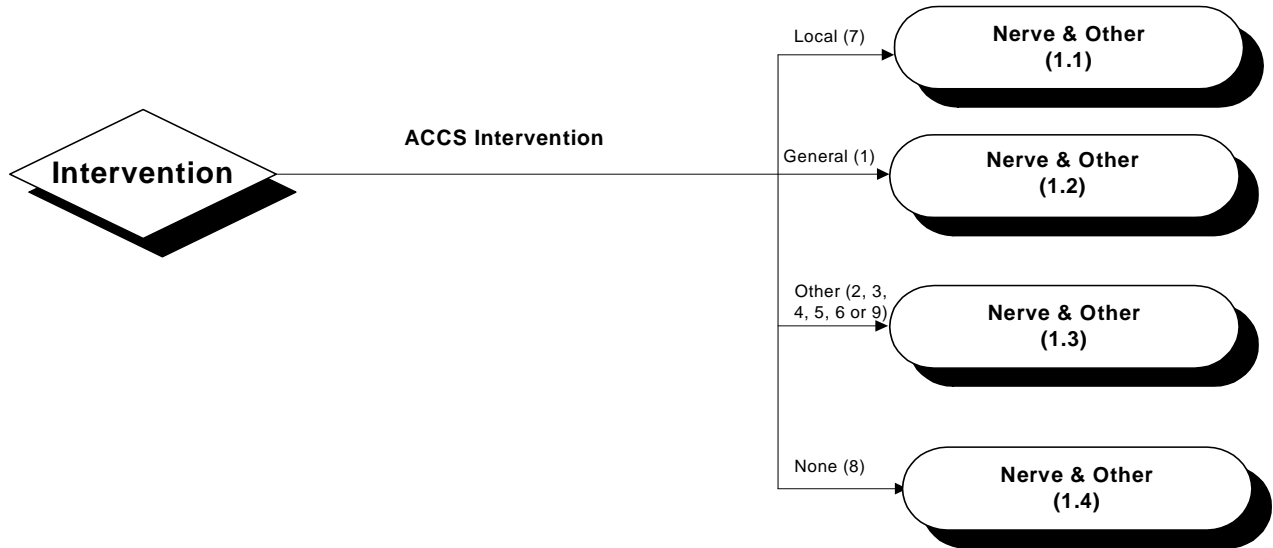 Intervention
ACCS Intervention
Local (7)
Nerve & Other
(1.1)
General (1)
Nerve & Other
(1.2)
Other (2, 3,
4, 5, 6 or 9)
Nerve & Other
(1.3)
None (8)
Nerve & Other
(1.4)